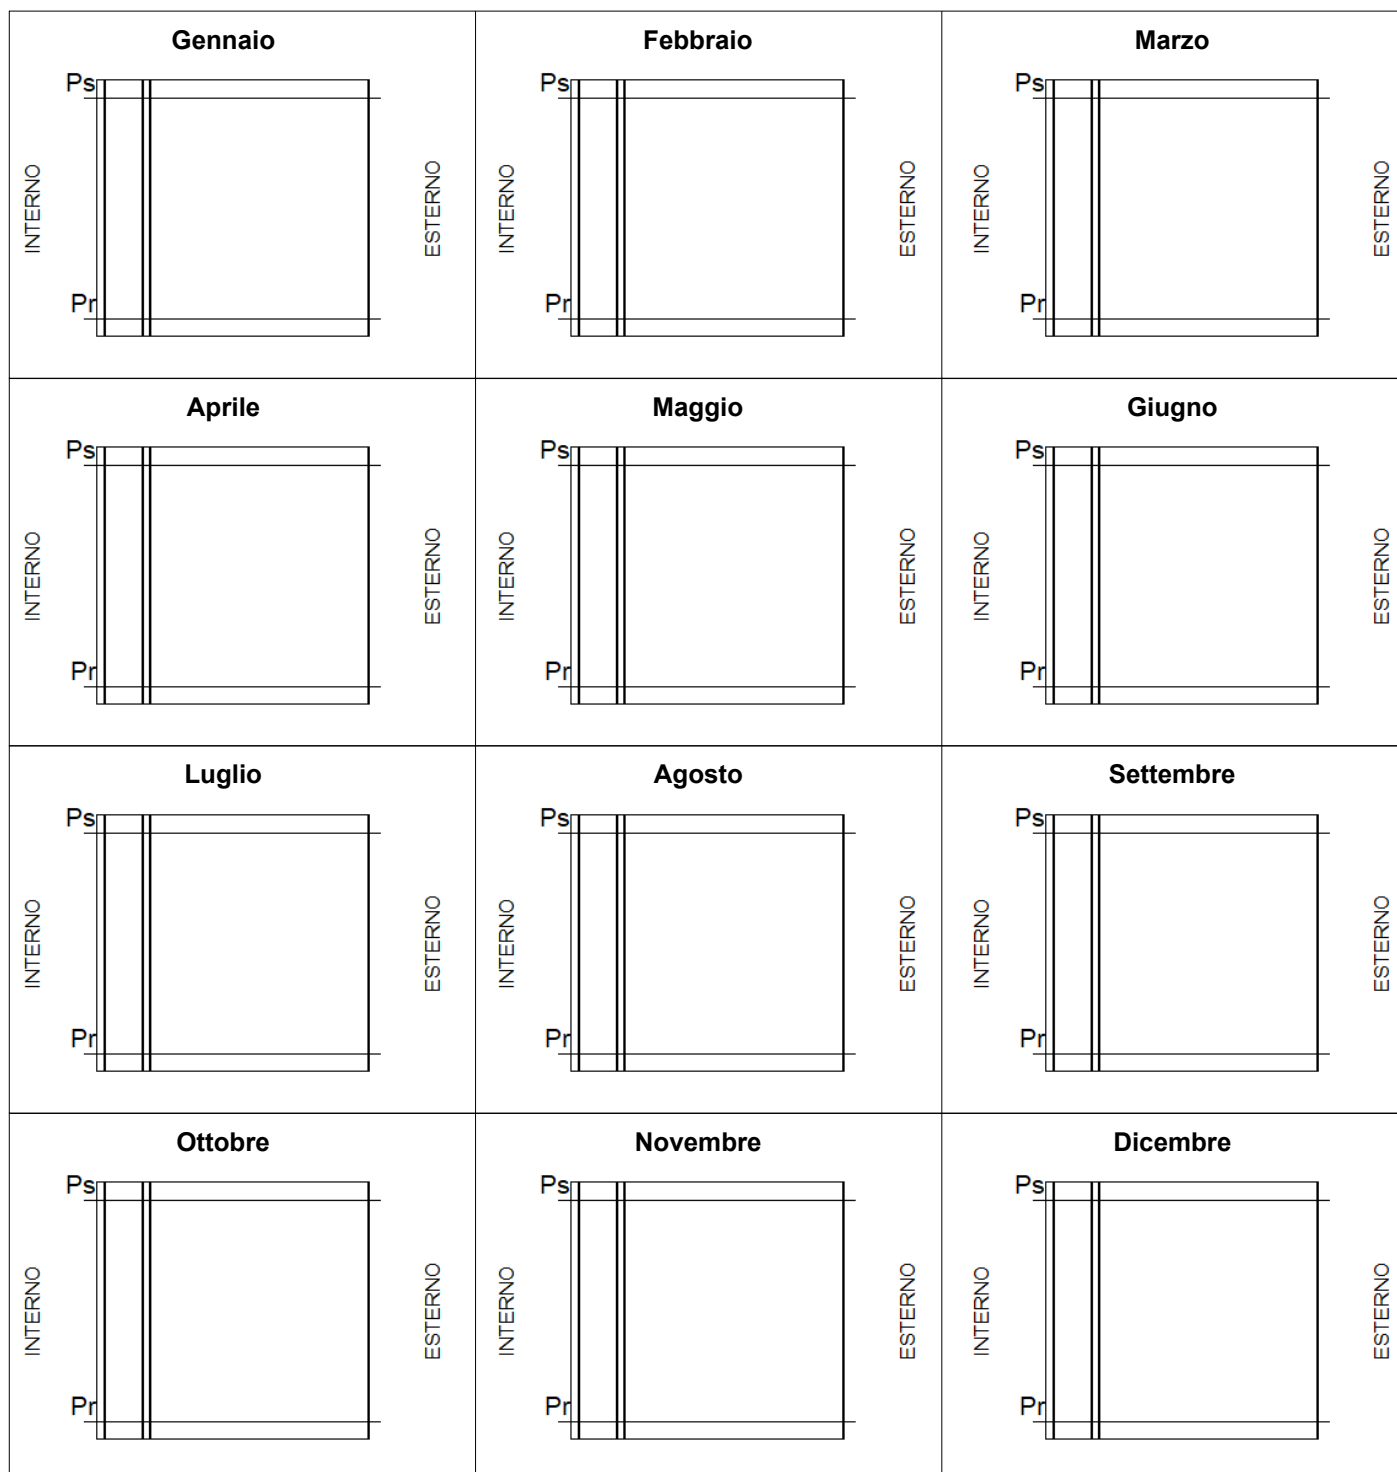 Gennaio Febbraio Marzo
Ps Ps Ps
INTERNO ESTERNO INTERNO ESTERNO INTERNO ESTERNO
Pr Pr Pr
Aprile Maggio Giugno
Ps Ps Ps
INTERNO ESTERNO INTERNO ESTERNO INTERNO ESTERNO
Pr Pr Pr
Luglio Agosto Settembre
Ps Ps Ps
INTERNO ESTERNO INTERNO ESTERNO INTERNO ESTERNO
Pr Pr Pr
Ottobre Novembre Dicembre
Ps Ps Ps
INTERNO ESTERNO INTERNO ESTERNO INTERNO ESTERNO
Pr Pr Pr